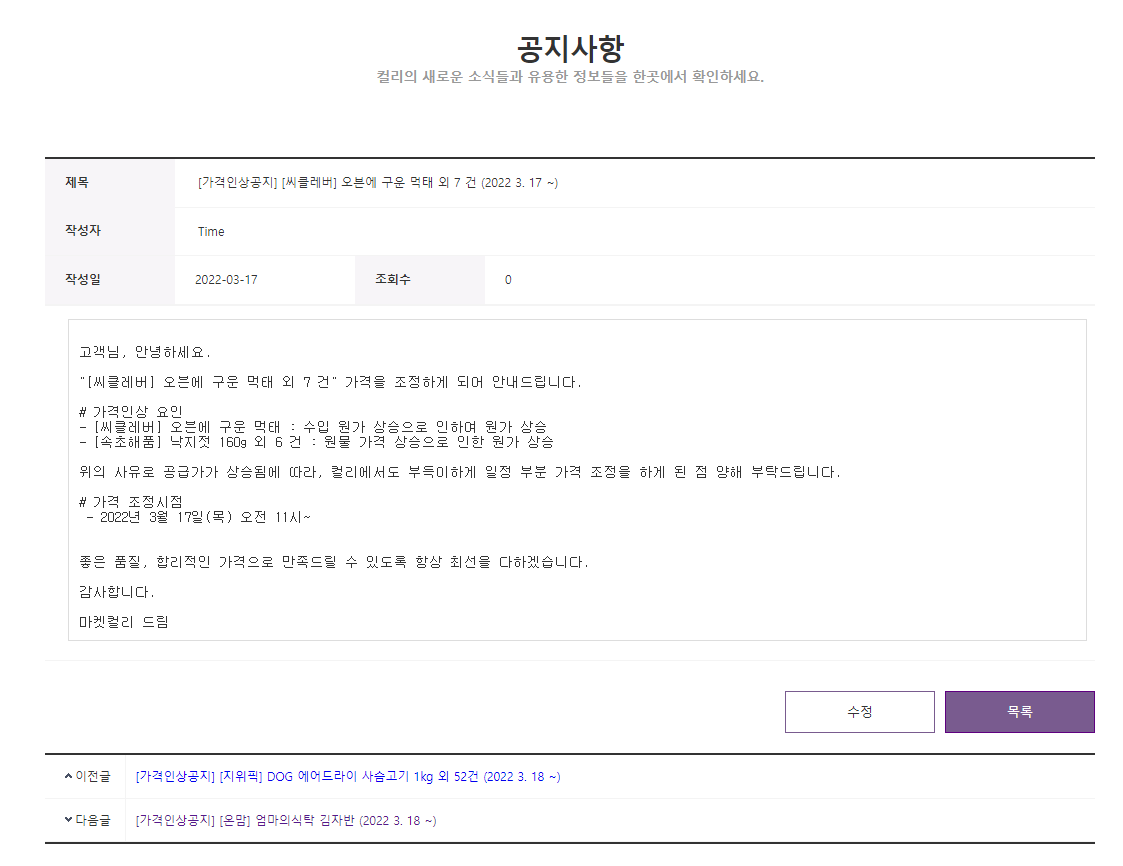 공지사항
컬리의 새로운 소식들과 유용한 정보들을 한곳에서 확인하세요.
제목 [가격인상공지] [씨클레버] 오븐에 구운 먹태 외 7 건 (2022 3. 17 ~)
작성자 Time
작성일 2022-03-17 조회수 0
고객님, 안녕하세요.
"[씨클레버] 오븐에 구운 먹태 외 7 건" 가격을 조정하게 되어 안내드립니다.
# 가격인상 요인
- [씨클레버] 오븐에 구운 먹태 : 수입 원가 상승으로 인하여 원가 상승
- [속초해품] 낙지젓 160g 외 6 건 : 원물 가격 상승으로 인한 원가 상승
위의 사유로 공급가가 상승됨에 따라, 컬리에서도 부득이하게 일정 부분 가격 조정을 하게 된 점 양해 부탁드립니다.
# 가격 조정시점
- 2022년 3월 17일(목) 오전 11시~
좋은 품질, 합리적인 가격으로 만족드릴 수 있도록 항상 최선을 다하겠습니다.
감사합니다.
마켓컬리 드림
수정 목록
이전글 [가격인상공지] [지위픽] DOG 에어드라이 사슴고기 1kg 외 52건 (2022 3. 18 ~)
다음글 [가격인상공지] [온맘] 엄마의식탁 김자반 (2022 3. 18 ~)